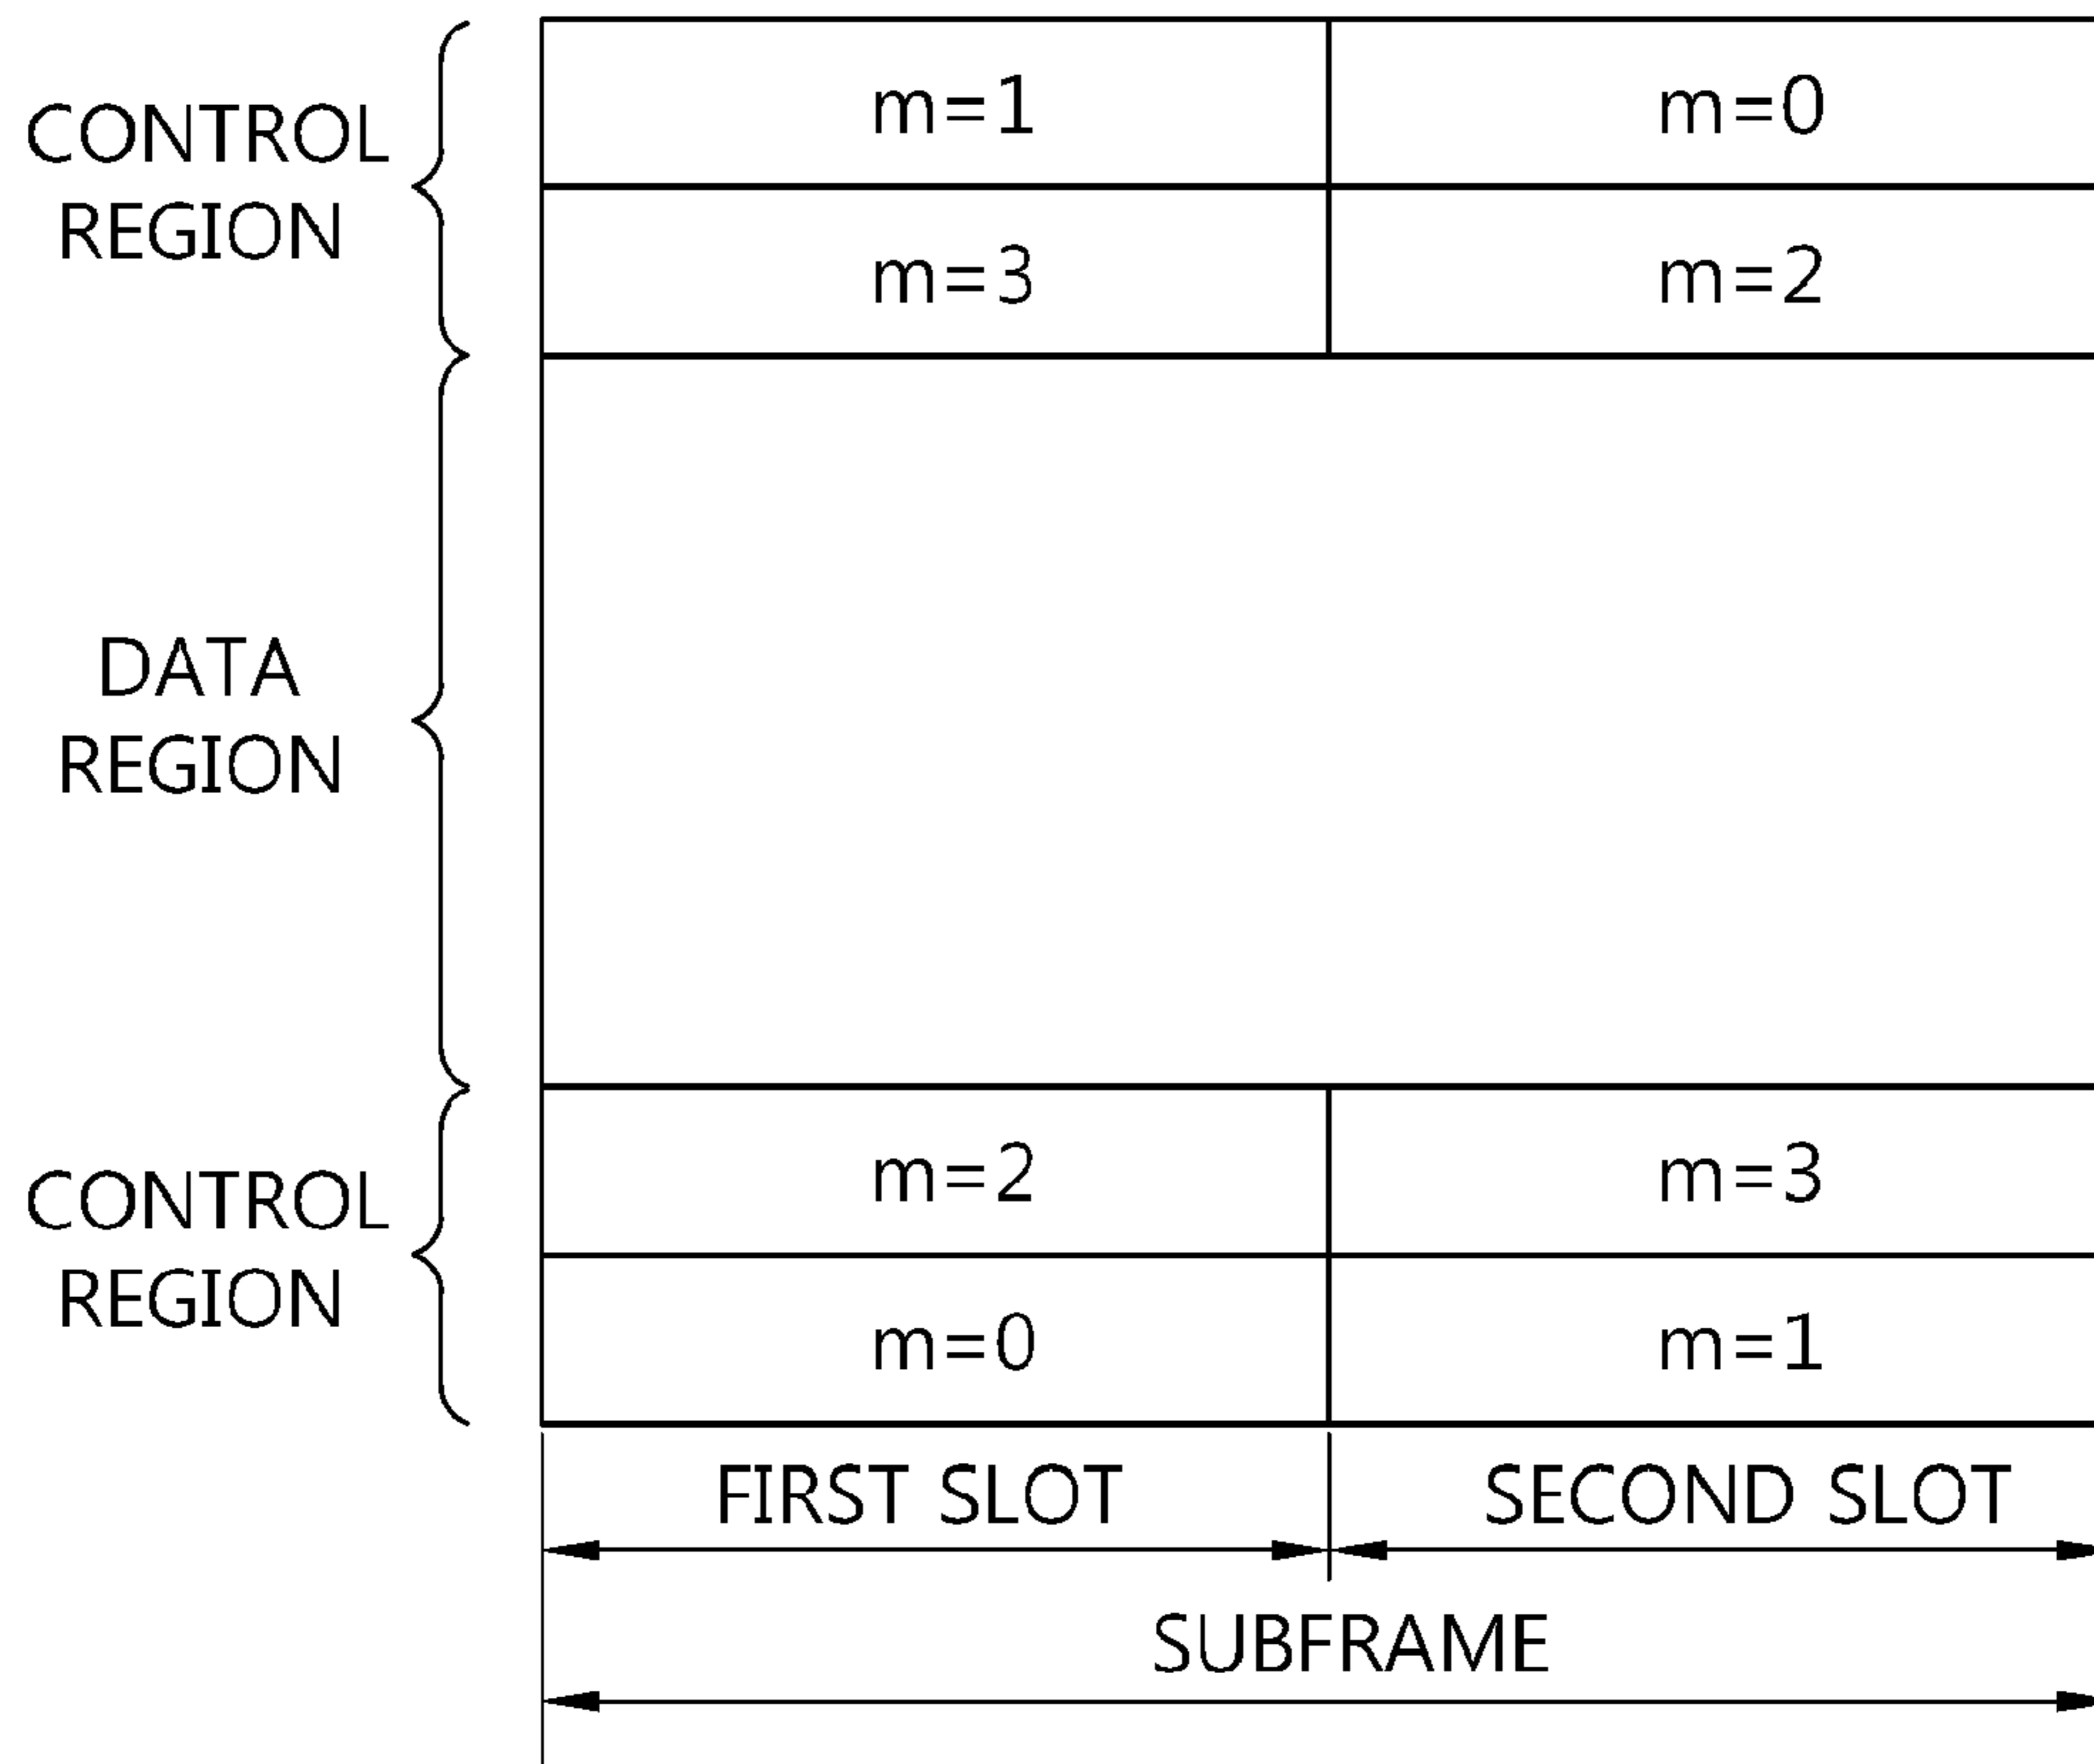 CONTROL
REGION
m=1 m=0
m=3 m=2
DATA
REGION
CONTROL
REGION
m=2 m=3
m=0 m=1
FIRST SLOT SECOND SLOT
SUBFRAME